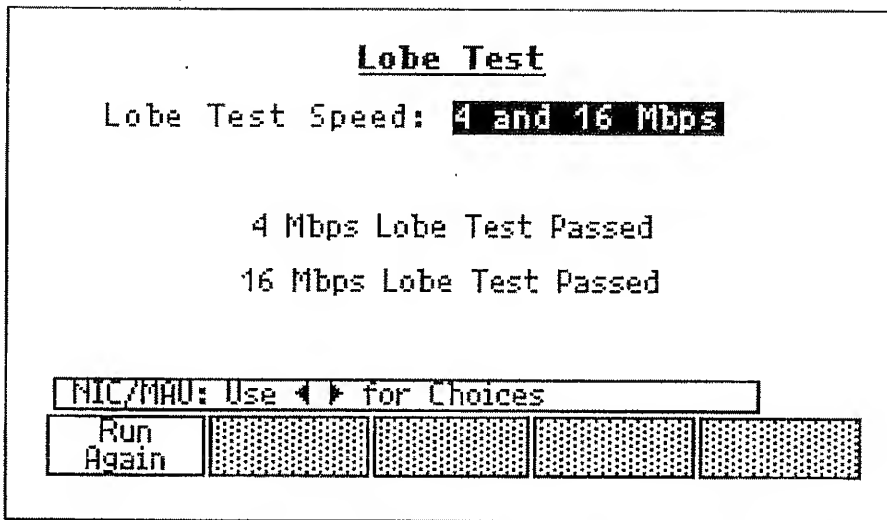 Lobe Test
Lobe Test Speed: 4 and 16 Mbps
4 Mbps Lobe Test Passed
16 Mbps Lobe Test Passed
NIC/MAU: Use ◀ ▶ for Choices
Run
Again